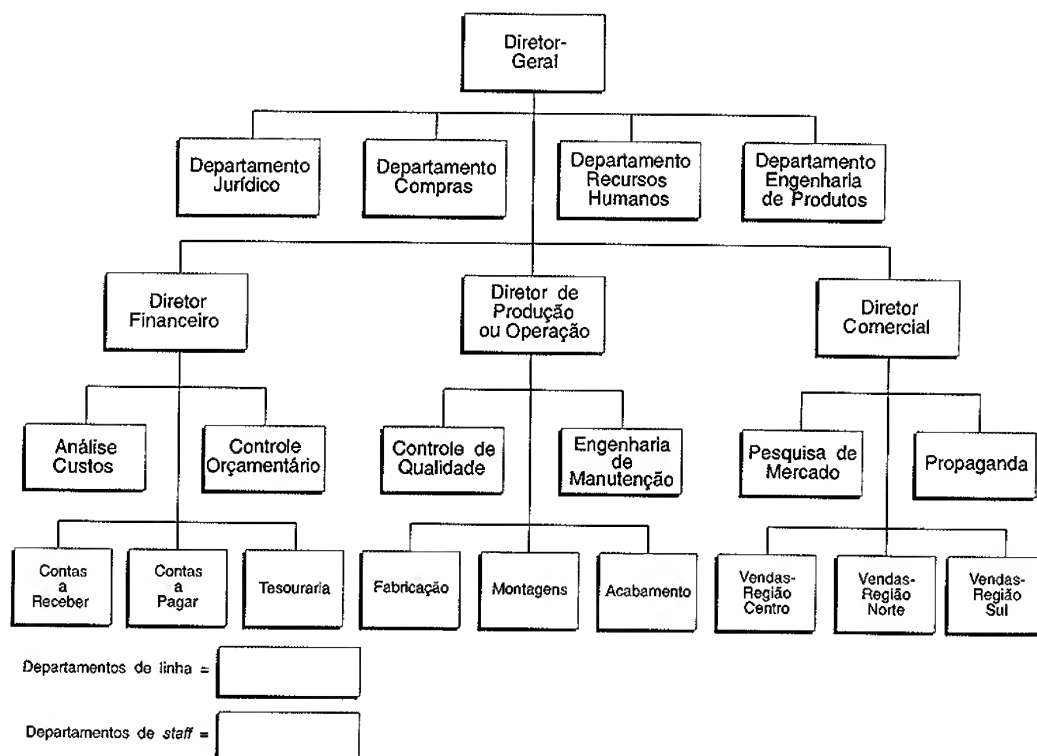 Diretor-
Geral
Departamento
Jurídico
Departamento
Compras
Departamento
Recursos
Humanos
Departamento
Engenharia
de Produtos
Diretor
Financeiro
Diretor de
Produção
ou Operação
Diretor
Comercial
Análise
Custos
Controle
Orçamentário
Controle de
Qualidade
Engenharia
de
Manutenção
Pesquisa de
Mercado
Propaganda
Contas
a
Receber
Contas
a
Pagar
Tesouraria
Fabricação
Montagens
Acabamento
Vendas-
Região
Centro
Vendas-
Região
Norte
Vendas-
Região
Sul
Departamentos de linha =
Departamentos de staff =